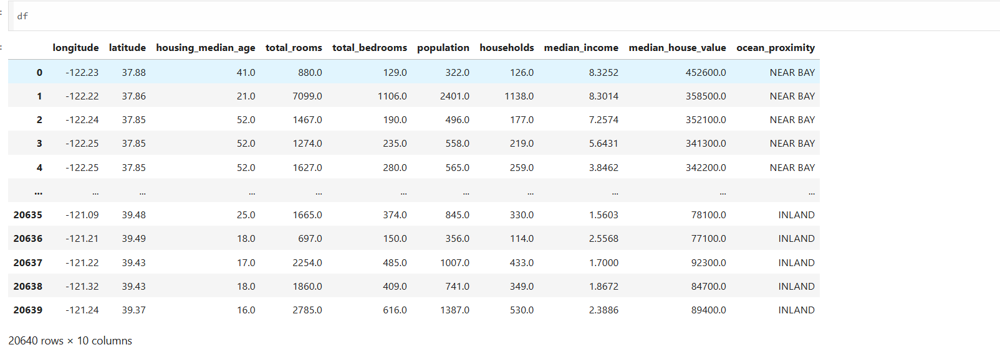 :
df
:
longitude latitude housing_median_age total_rooms total_bedrooms population households median_income median_house_value ocean_proximity
0 -122.23 37.88 41.0 880.0 129.0 322.0 126.0 8.3252 452600.0 NEAR BAY
1 -122.22 37.86 21.0 7099.0 1106.0 2401.0 1138.0 8.3014 358500.0 NEAR BAY
2 -122.24 37.85 52.0 1467.0 190.0 496.0 177.0 7.2574 352100.0 NEAR BAY
3 -122.25 37.85 52.0 1274.0 235.0 558.0 219.0 5.6431 341300.0 NEAR BAY
4 -122.25 37.85 52.0 1627.0 280.0 565.0 259.0 3.8462 342200.0 NEAR BAY
... ... ... ... ... ... ... ... ... ... ...
20635 -121.09 39.48 25.0 1665.0 374.0 845.0 330.0 1.5603 78100.0 INLAND
20636 -121.21 39.49 18.0 697.0 150.0 356.0 114.0 2.5568 77100.0 INLAND
20637 -121.22 39.43 17.0 2254.0 485.0 1007.0 433.0 1.7000 92300.0 INLAND
20638 -121.32 39.43 18.0 1860.0 409.0 741.0 349.0 1.8672 84700.0 INLAND
20639 -121.24 39.37 16.0 2785.0 616.0 1387.0 530.0 2.3886 89400.0 INLAND
20640 rows × 10 columns